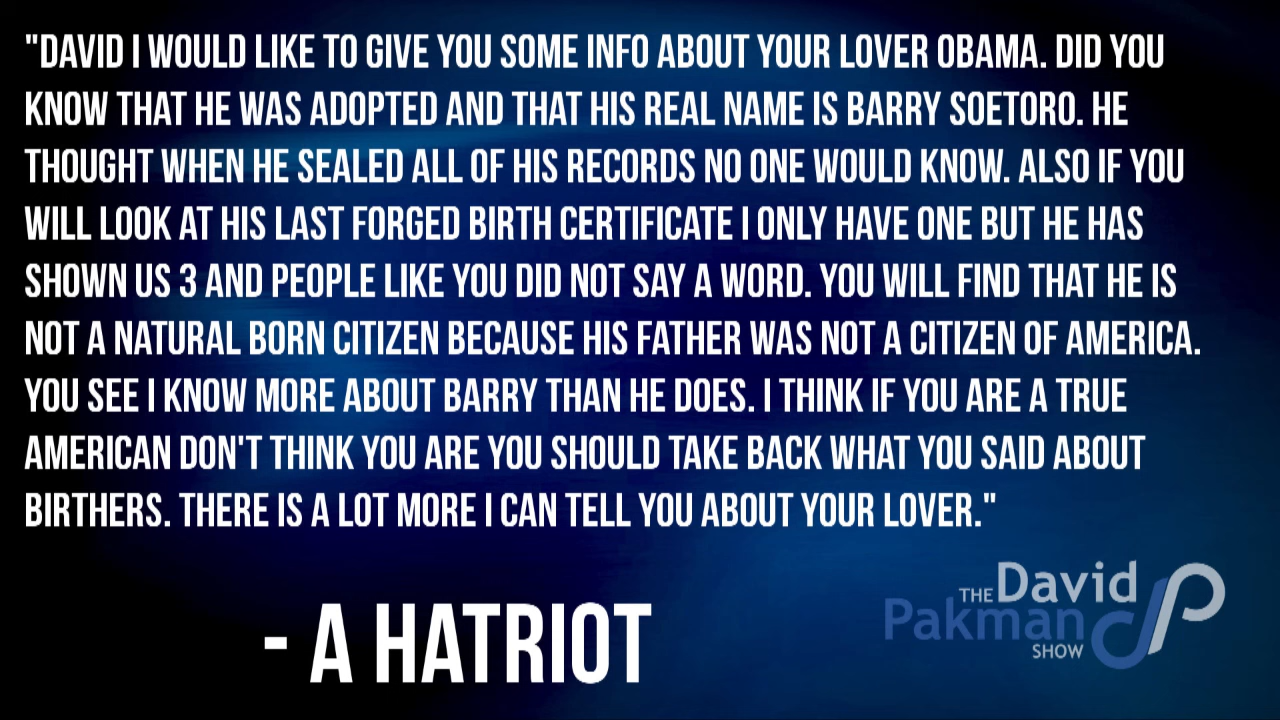 "DAVID I WOULD LIKE TO GIVE YOU SOME INFO ABOUT YOUR LOVER OBAMA. DID YOU
KNOW THAT HE WAS ADOPTED AND THAT HIS REAL NAME IS BARRY SOETORO. HE
THOUGHT WHEN HE SEALED ALL OF HIS RECORDS NO ONE WOULD KNOW. ALSO IF YOU
WILL LOOK AT HIS LAST FORGED BIRTH CERTIFICATE I ONLY HAVE ONE BUT HE HAS
SHOWN US 3 AND PEOPLE LIKE YOU DID NOT SAY A WORD. YOU WILL FIND THAT HE IS
NOT A NATURAL BORN CITIZEN BECAUSE HIS FATHER WAS NOT A CITIZEN OF AMERICA.
YOU SEE I KNOW MORE ABOUT BARRY THAN HE DOES. I THINK IF YOU ARE A TRUE
AMERICAN DON'T THINK YOU ARE YOU SHOULD TAKE BACK WHAT YOU SAID ABOUT
BIRTHERS. THERE IS A LOT MORE I CAN TELL YOU ABOUT YOUR LOVER."
- A HATRIOT
THE David
Pakman
SHOW